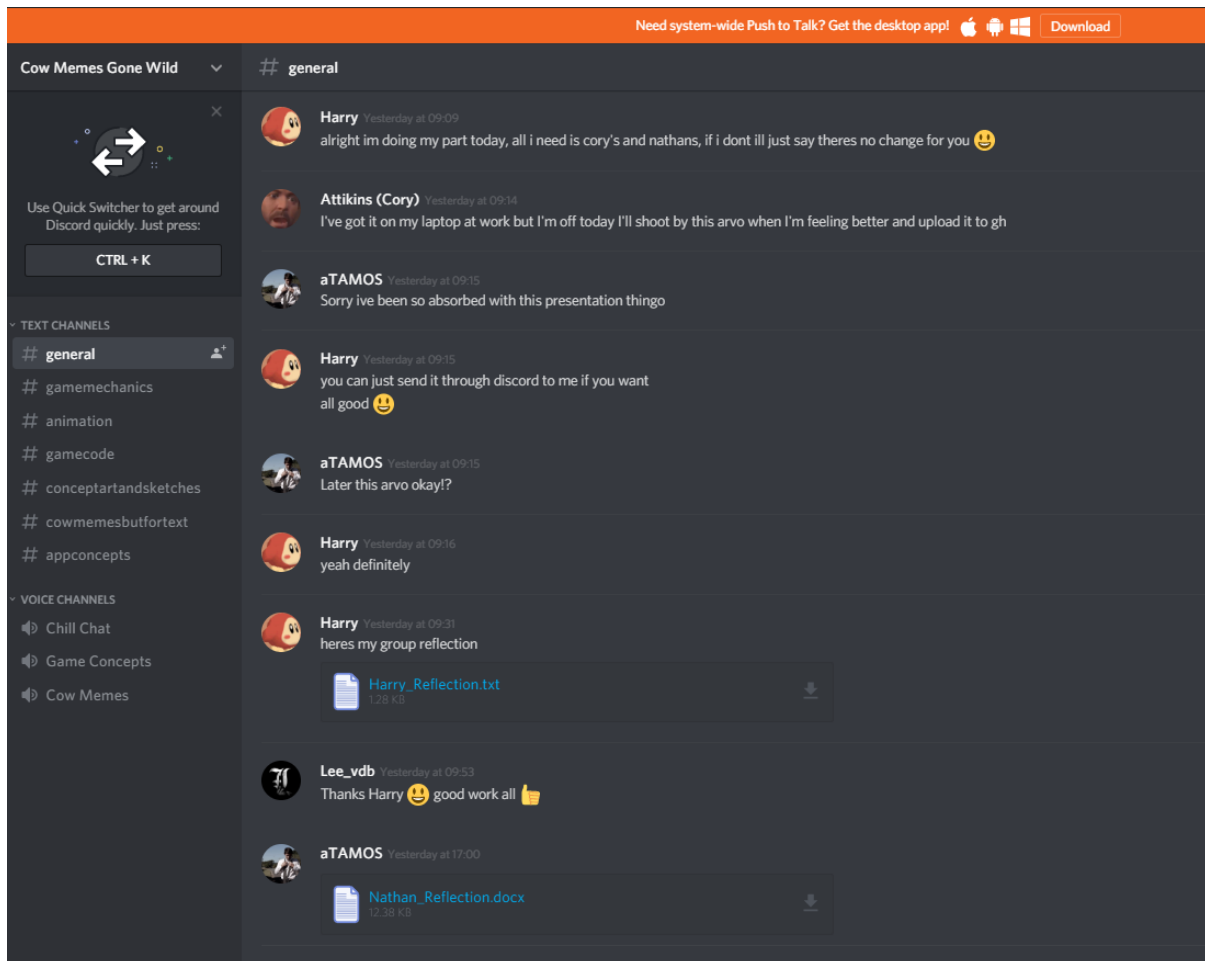 Need system-wide Push to Talk? Get the desktop app!
Download
Cow Memes Gone Wild
Use Quick Switcher to get around
Discord quickly. Just press:
CTRL + K
TEXT CHANNELS
# general
# gamemechanics
# animation
# gamecode
# conceptartandsketches
# cowmemesbutfortext
# appconcepts
VOICE CHANNELS
Chill Chat
Game Concepts
Cow Memes
# general
Harry Yesterday at 09:09
alright im doing my part today, all i need is cory's and nathans, if i dont ill just say theres no change for you 😃
Attikins (Cory) Yesterday at 09:14
I've got it on my laptop at work but I'm off today I'll shoot by this arvo when I'm feeling better and upload it to gh
aTAMOS Yesterday at 09:15
Sorry ive been so absorbed with this presentation thingo
Harry Yesterday at 09:15
you can just send it through discord to me if you want
all good 😃
aTAMOS Yesterday at 09:15
Later this arvo okay!?
Harry Yesterday at 09:16
yeah definitely
Harry Yesterday at 09:31
heres my group reflection
Harry_Reflection.txt
1.28 KB
Lee_vdb Yesterday at 09:53
Thanks Harry 😃 good work all 👍
aTAMOS Yesterday at 17:00
Nathan_Reflection.docx
12.38 KB